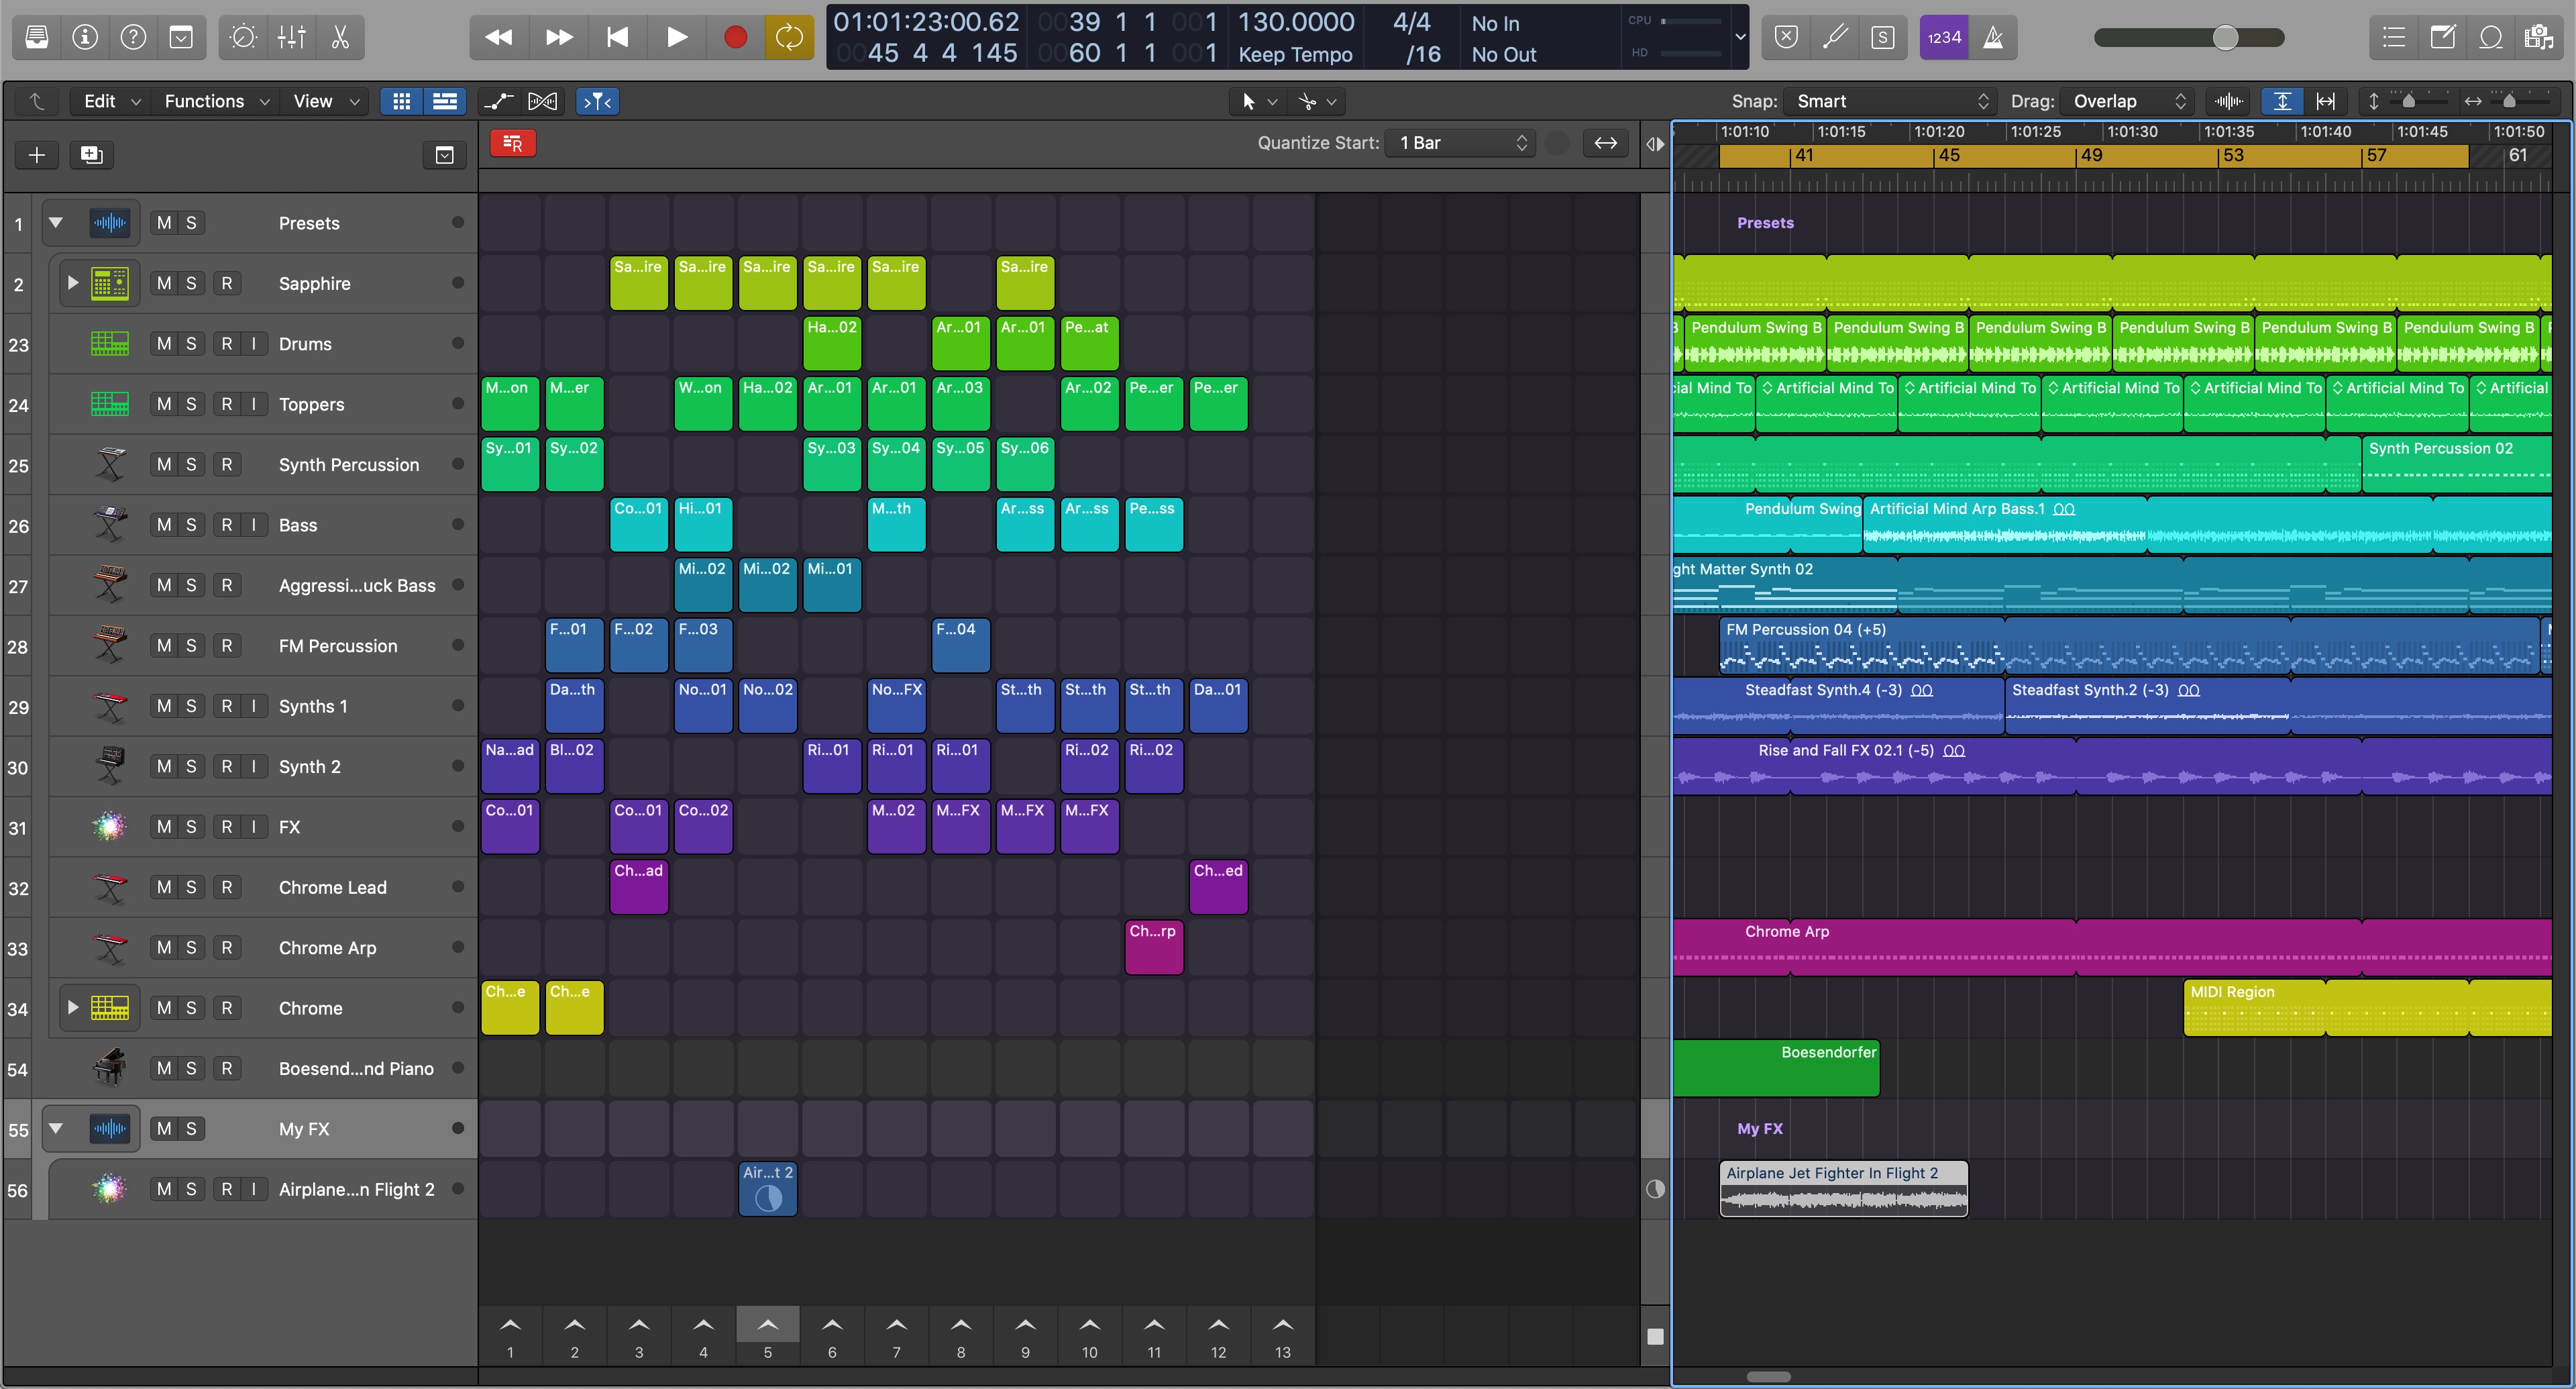 01:01:23:00.62 0039 1 1 001 130.0000 4/4 No In CPU
0045 4 4 145 0060 1 1 001 Keep Tempo /16 No Out HD
S 1234
Edit Functions View Snap: Smart Drag: Overlap
R Quantize Start: 1 Bar
1:01:10 1:01:15 1:01:20 1:01:25 1:01:30 1:01:35 1:01:40 1:01:45 1:01:50
41 45 49 53 57 61
1 M S Presets Presets
2 M S R Sapphire Sa...ire Sa...ire Sa...ire Sa...ire Sa...ire Sa...ire
23 M S R I Drums Ha...02 Ar...01 Ar...01 Pe...at Pendulum Swing B Pendulum Swing B Pendulum Swing B Pendulum Swing B Pendulum Swing B Pendulum Swing B
24 M S R I Toppers M...on M...er W...on Ha...02 Ar...01 Ar...01 Ar...03 Ar...02 Pe...er Pe...er ial Mind To Artificial Mind To Artificial Mind To Artificial Mind To Artificial Mind To Artificial Mind To Artificial
25 M S R Synth Percussion Sy...01 Sy...02 Sy...03 Sy...04 Sy...05 Sy...06 Synth Percussion 02
26 M S R I Bass Co...01 Hi...01 M...th Ar...ss Ar...ss Pe...ss Pendulum Swing Artificial Mind Arp Bass.1
27 M S R Aggressi...uck Bass Mi...02 Mi...02 Mi...01 ght Matter Synth 02
28 M S R FM Percussion F...01 F...02 F...03 F...04 FM Percussion 04 (+5)
29 M S R I Synths 1 Da...th No...01 No...02 No...FX St...th St...th St...th Da...01 Steadfast Synth.4 (-3) Steadfast Synth.2 (-3)
30 M S R I Synth 2 Na...ad Bl...02 Ri...01 Ri...01 Ri...01 Ri...02 Ri...02 Rise and Fall FX 02.1 (-5)
31 M S R I FX Co...01 Co...01 Co...02 M...02 M...FX M...FX M...FX
32 M S R Chrome Lead Ch...ad Ch...ed
33 M S R Chrome Arp Ch...rp Chrome Arp
34 M S R Chrome Ch...e Ch...e MIDI Region
54 M S R Boesend...nd Piano Boesendorfer
55 M S My FX My FX
56 M S R I Airplane...n Flight 2 Air...t 2 Airplane Jet Fighter In Flight 2
1 2 3 4 5 6 7 8 9 10 11 12 13